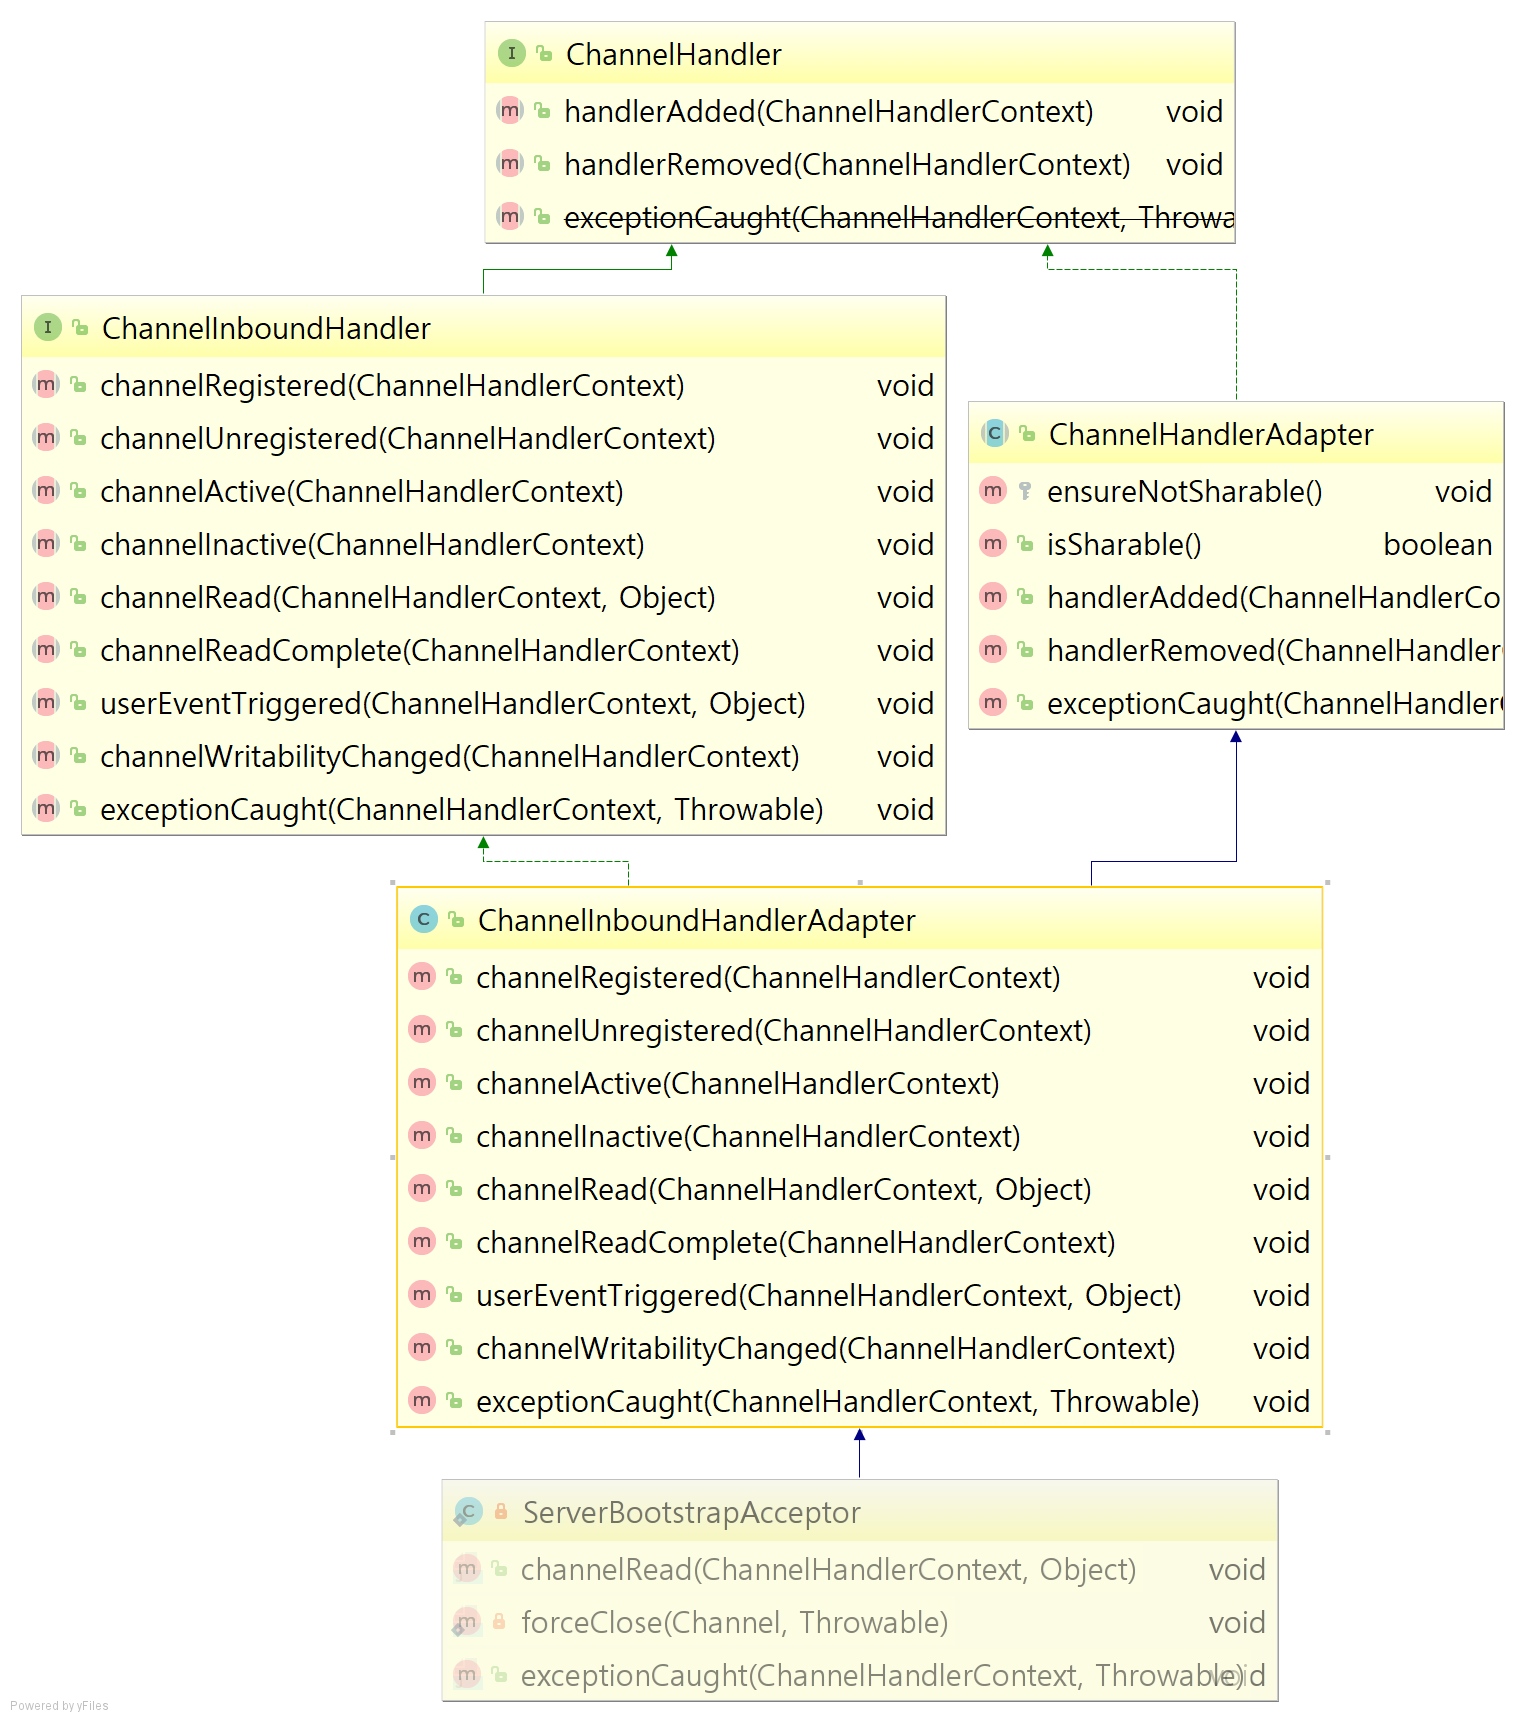 ChannelHandler
handlerAdded(ChannelHandlerContext) void
handlerRemoved(ChannelHandlerContext) void
exceptionCaught(ChannelHandlerContext, Throwa
ChannelInboundHandler
channelRegistered(ChannelHandlerContext) void
channelUnregistered(ChannelHandlerContext) void
channelActive(ChannelHandlerContext) void
channelInactive(ChannelHandlerContext) void
channelRead(ChannelHandlerContext, Object) void
channelReadComplete(ChannelHandlerContext) void
userEventTriggered(ChannelHandlerContext, Object) void
channelWritabilityChanged(ChannelHandlerContext) void
exceptionCaught(ChannelHandlerContext, Throwable) void
ChannelHandlerAdapter
ensureNotSharable() void
isSharable() boolean
handlerAdded(ChannelHandlerCo
handlerRemoved(ChannelHandler
exceptionCaught(ChannelHandler
ChannelInboundHandlerAdapter
channelRegistered(ChannelHandlerContext) void
channelUnregistered(ChannelHandlerContext) void
channelActive(ChannelHandlerContext) void
channelInactive(ChannelHandlerContext) void
channelRead(ChannelHandlerContext, Object) void
channelReadComplete(ChannelHandlerContext) void
userEventTriggered(ChannelHandlerContext, Object) void
channelWritabilityChanged(ChannelHandlerContext) void
exceptionCaught(ChannelHandlerContext, Throwable) void
ServerBootstrapAcceptor
channelRead(ChannelHandlerContext, Object) void
forceClose(Channel, Throwable) void
exceptionCaught(ChannelHandlerContext, Throwable) void
Powered by yFiles